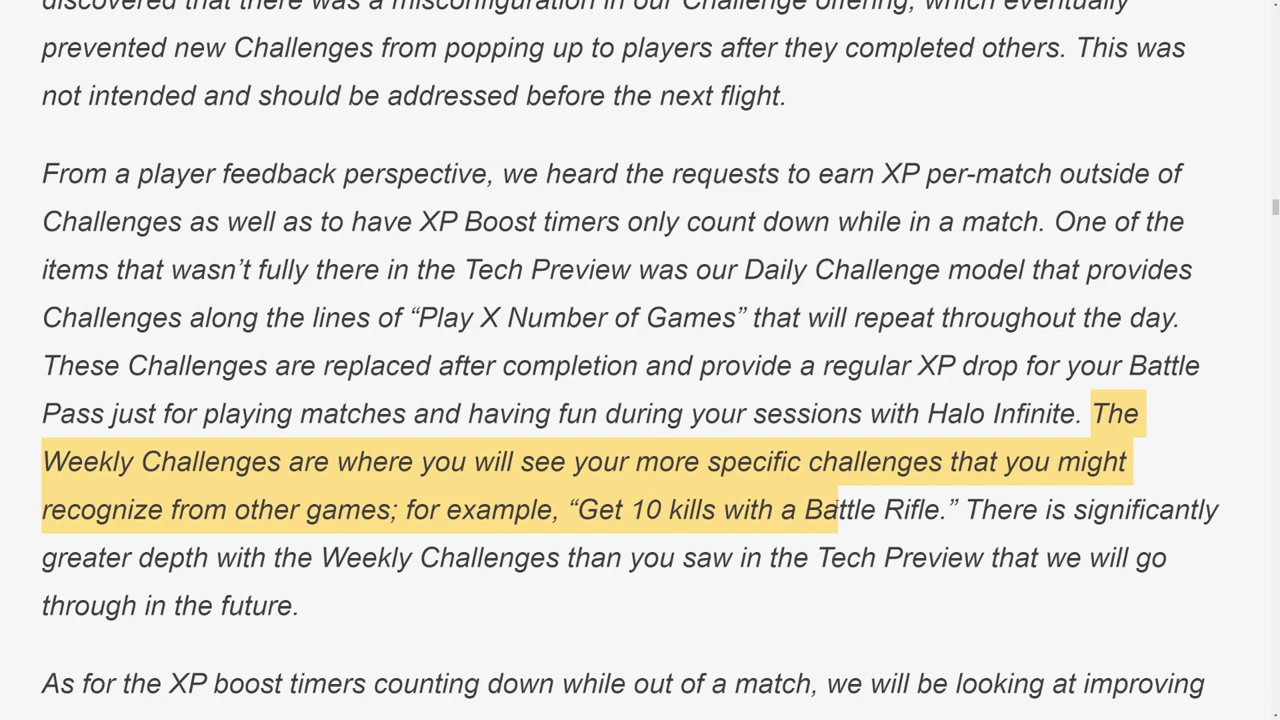 discovered that there was a misconfiguration in our Challenge offering, which eventually
prevented new Challenges from popping up to players after they completed others. This was
not intended and should be addressed before the next flight.
From a player feedback perspective, we heard the requests to earn XP per-match outside of
Challenges as well as to have XP Boost timers only count down while in a match. One of the
items that wasn’t fully there in the Tech Preview was our Daily Challenge model that provides
Challenges along the lines of “Play X Number of Games” that will repeat throughout the day.
These Challenges are replaced after completion and provide a regular XP drop for your Battle
Pass just for playing matches and having fun during your sessions with Halo Infinite. The
Weekly Challenges are where you will see your more specific challenges that you might
recognize from other games; for example, “Get 10 kills with a Battle Rifle.” There is significantly
greater depth with the Weekly Challenges than you saw in the Tech Preview that we will go
through in the future.
As for the XP boost timers counting down while out of a match, we will be looking at improving